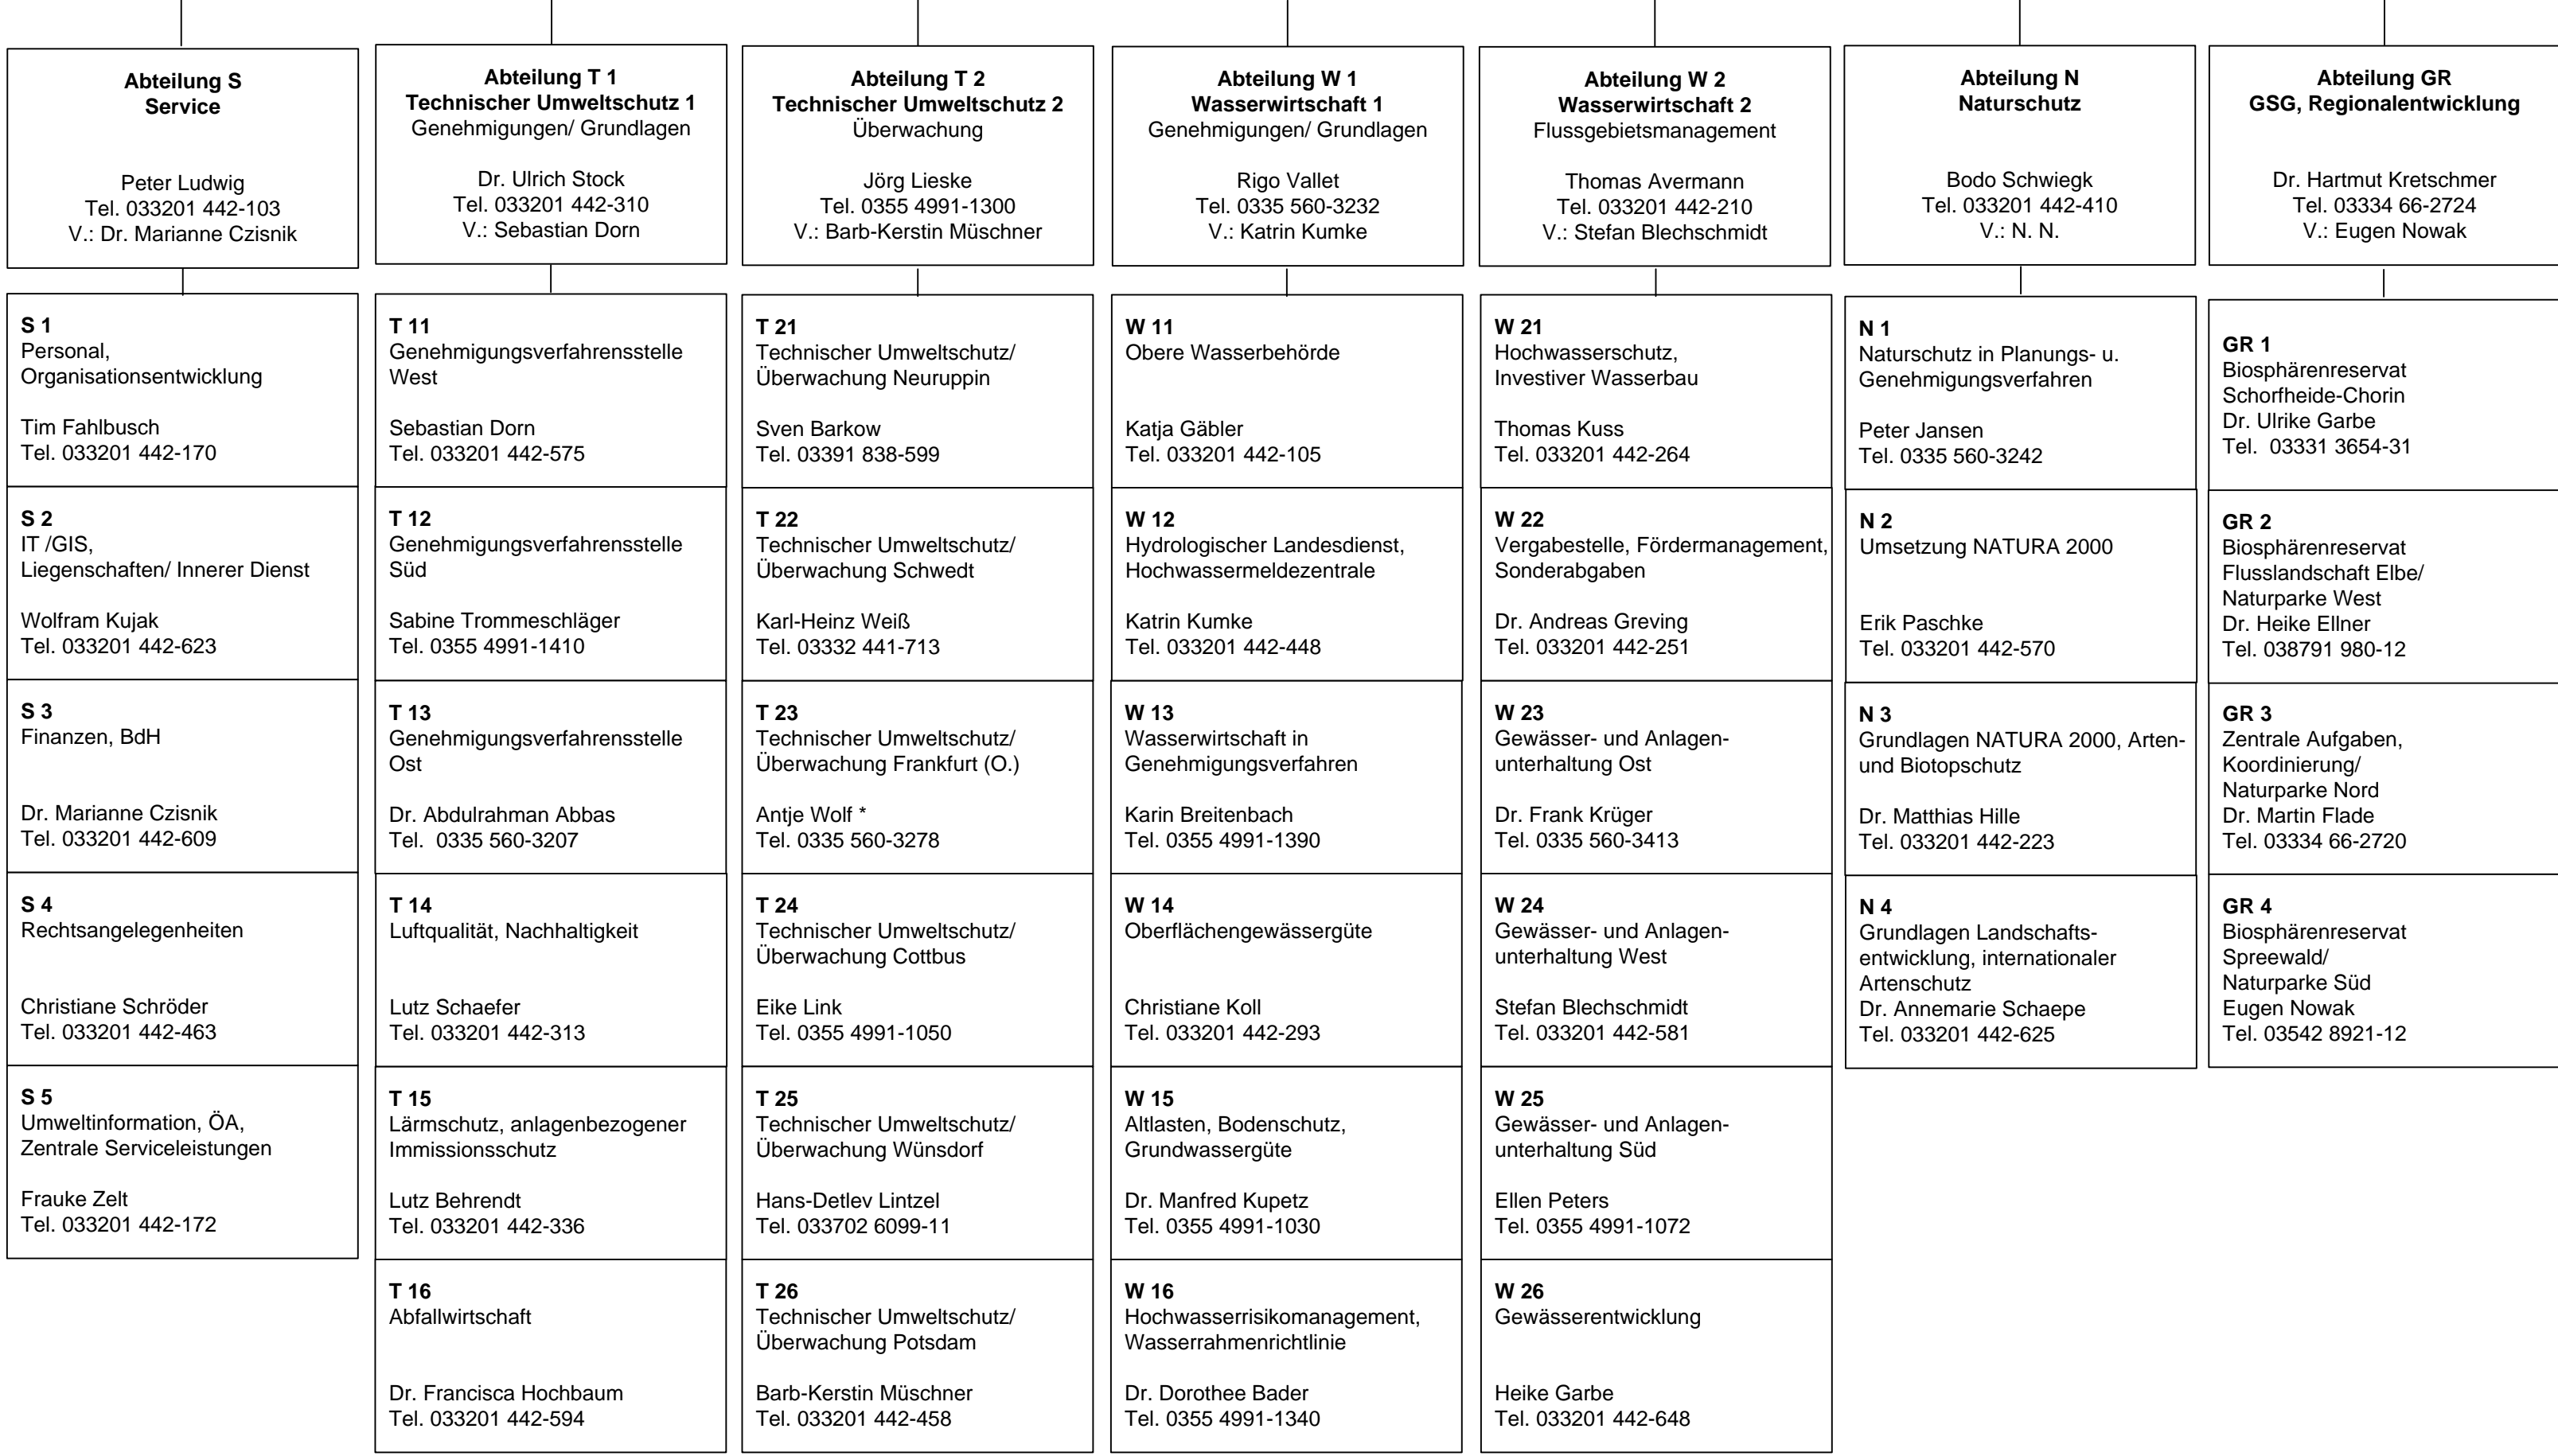 Abteilung S
Service
Peter Ludwig
Tel. 033201 442-103
V.: Dr. Marianne Czisnik
S 1
Personal,
Organisationsentwicklung
Tim Fahlbusch
Tel. 033201 442-170
S 2
IT /GIS,
Liegenschaften/ Innerer Dienst
Wolfram Kujak
Tel. 033201 442-623
S 3
Finanzen, BdH
Dr. Marianne Czisnik
Tel. 033201 442-609
S 4
Rechtsangelegenheiten
Christiane Schröder
Tel. 033201 442-463
S 5
Umweltinformation, ÖA,
Zentrale Serviceleistungen
Frauke Zelt
Tel. 033201 442-172
Abteilung T 1
Technischer Umweltschutz 1
Genehmigungen/ Grundlagen
Dr. Ulrich Stock
Tel. 033201 442-310
V.: Sebastian Dorn
T 11
Genehmigungsverfahrensstelle
West
Sebastian Dorn
Tel. 033201 442-575
T 12
Genehmigungsverfahrensstelle
Süd
Sabine Trommeschläger
Tel. 0355 4991-1410
T 13
Genehmigungsverfahrensstelle
Ost
Dr. Abdulrahman Abbas
Tel. 0335 560-3207
T 14
Luftqualität, Nachhaltigkeit
Lutz Schaefer
Tel. 033201 442-313
T 15
Lärmschutz, anlagenbezogener
Immissionsschutz
Lutz Behrendt
Tel. 033201 442-336
T 16
Abfallwirtschaft
Dr. Francisca Hochbaum
Tel. 033201 442-594
Abteilung T 2
Technischer Umweltschutz 2
Überwachung
Jörg Lieske
Tel. 0355 4991-1300
V.: Barb-Kerstin Müschner
T 21
Technischer Umweltschutz/
Überwachung Neuruppin
Sven Barkow
Tel. 03391 838-599
T 22
Technischer Umweltschutz/
Überwachung Schwedt
Karl-Heinz Weiß
Tel. 03332 441-713
T 23
Technischer Umweltschutz/
Überwachung Frankfurt (O.)
Antje Wolf *
Tel. 0335 560-3278
T 24
Technischer Umweltschutz/
Überwachung Cottbus
Eike Link
Tel. 0355 4991-1050
T 25
Technischer Umweltschutz/
Überwachung Wünsdorf
Hans-Detlev Lintzel
Tel. 033702 6099-11
T 26
Technischer Umweltschutz/
Überwachung Potsdam
Barb-Kerstin Müschner
Tel. 033201 442-458
Abteilung W 1
Wasserwirtschaft 1
Genehmigungen/ Grundlagen
Rigo Vallet
Tel. 0335 560-3232
V.: Katrin Kumke
W 11
Obere Wasserbehörde
Katja Gäbler
Tel. 033201 442-105
W 12
Hydrologischer Landesdienst,
Hochwassermeldezentrale
Katrin Kumke
Tel. 033201 442-448
W 13
Wasserwirtschaft in
Genehmigungsverfahren
Karin Breitenbach
Tel. 0355 4991-1390
W 14
Oberflächengewässergüte
Christiane Koll
Tel. 033201 442-293
W 15
Altlasten, Bodenschutz,
Grundwassergüte
Dr. Manfred Kupetz
Tel. 0355 4991-1030
W 16
Hochwasserrisikomanagement,
Wasserrahmenrichtlinie
Dr. Dorothee Bader
Tel. 0355 4991-1340
Abteilung W 2
Wasserwirtschaft 2
Flussgebietsmanagement
Thomas Avermann
Tel. 033201 442-210
V.: Stefan Blechschmidt
W 21
Hochwasserschutz,
Investiver Wasserbau
Thomas Kuss
Tel. 033201 442-264
W 22
Vergabestelle, Fördermanagement,
Sonderabgaben
Dr. Andreas Greving
Tel. 033201 442-251
W 23
Gewässer- und Anlagen-
unterhaltung Ost
Dr. Frank Krüger
Tel. 0335 560-3413
W 24
Gewässer- und Anlagen-
unterhaltung West
Stefan Blechschmidt
Tel. 033201 442-581
W 25
Gewässer- und Anlagen-
unterhaltung Süd
Ellen Peters
Tel. 0355 4991-1072
W 26
Gewässerentwicklung
Heike Garbe
Tel. 033201 442-648
Abteilung N
Naturschutz
Bodo Schwiegk
Tel. 033201 442-410
V.: N. N.
N 1
Naturschutz in Planungs- u.
Genehmigungsverfahren
Peter Jansen
Tel. 0335 560-3242
N 2
Umsetzung NATURA 2000
Erik Paschke
Tel. 033201 442-570
N 3
Grundlagen NATURA 2000, Arten-
und Biotopschutz
Dr. Matthias Hille
Tel. 033201 442-223
N 4
Grundlagen Landschafts-
entwicklung, internationaler
Artenschutz
Dr. Annemarie Schaepe
Tel. 033201 442-625
Abteilung GR
GSG, Regionalentwicklung
Dr. Hartmut Kretschmer
Tel. 03334 66-2724
V.: Eugen Nowak
GR 1
Biosphärenreservat
Schorfheide-Chorin
Dr. Ulrike Garbe
Tel. 03331 3654-31
GR 2
Biosphärenreservat
Flusslandschaft Elbe/
Naturparke West
Dr. Heike Ellner
Tel. 038791 980-12
GR 3
Zentrale Aufgaben,
Koordinierung/
Naturparke Nord
Dr. Martin Flade
Tel. 03334 66-2720
GR 4
Biosphärenreservat
Spreewald/
Naturparke Süd
Eugen Nowak
Tel. 03542 8921-12